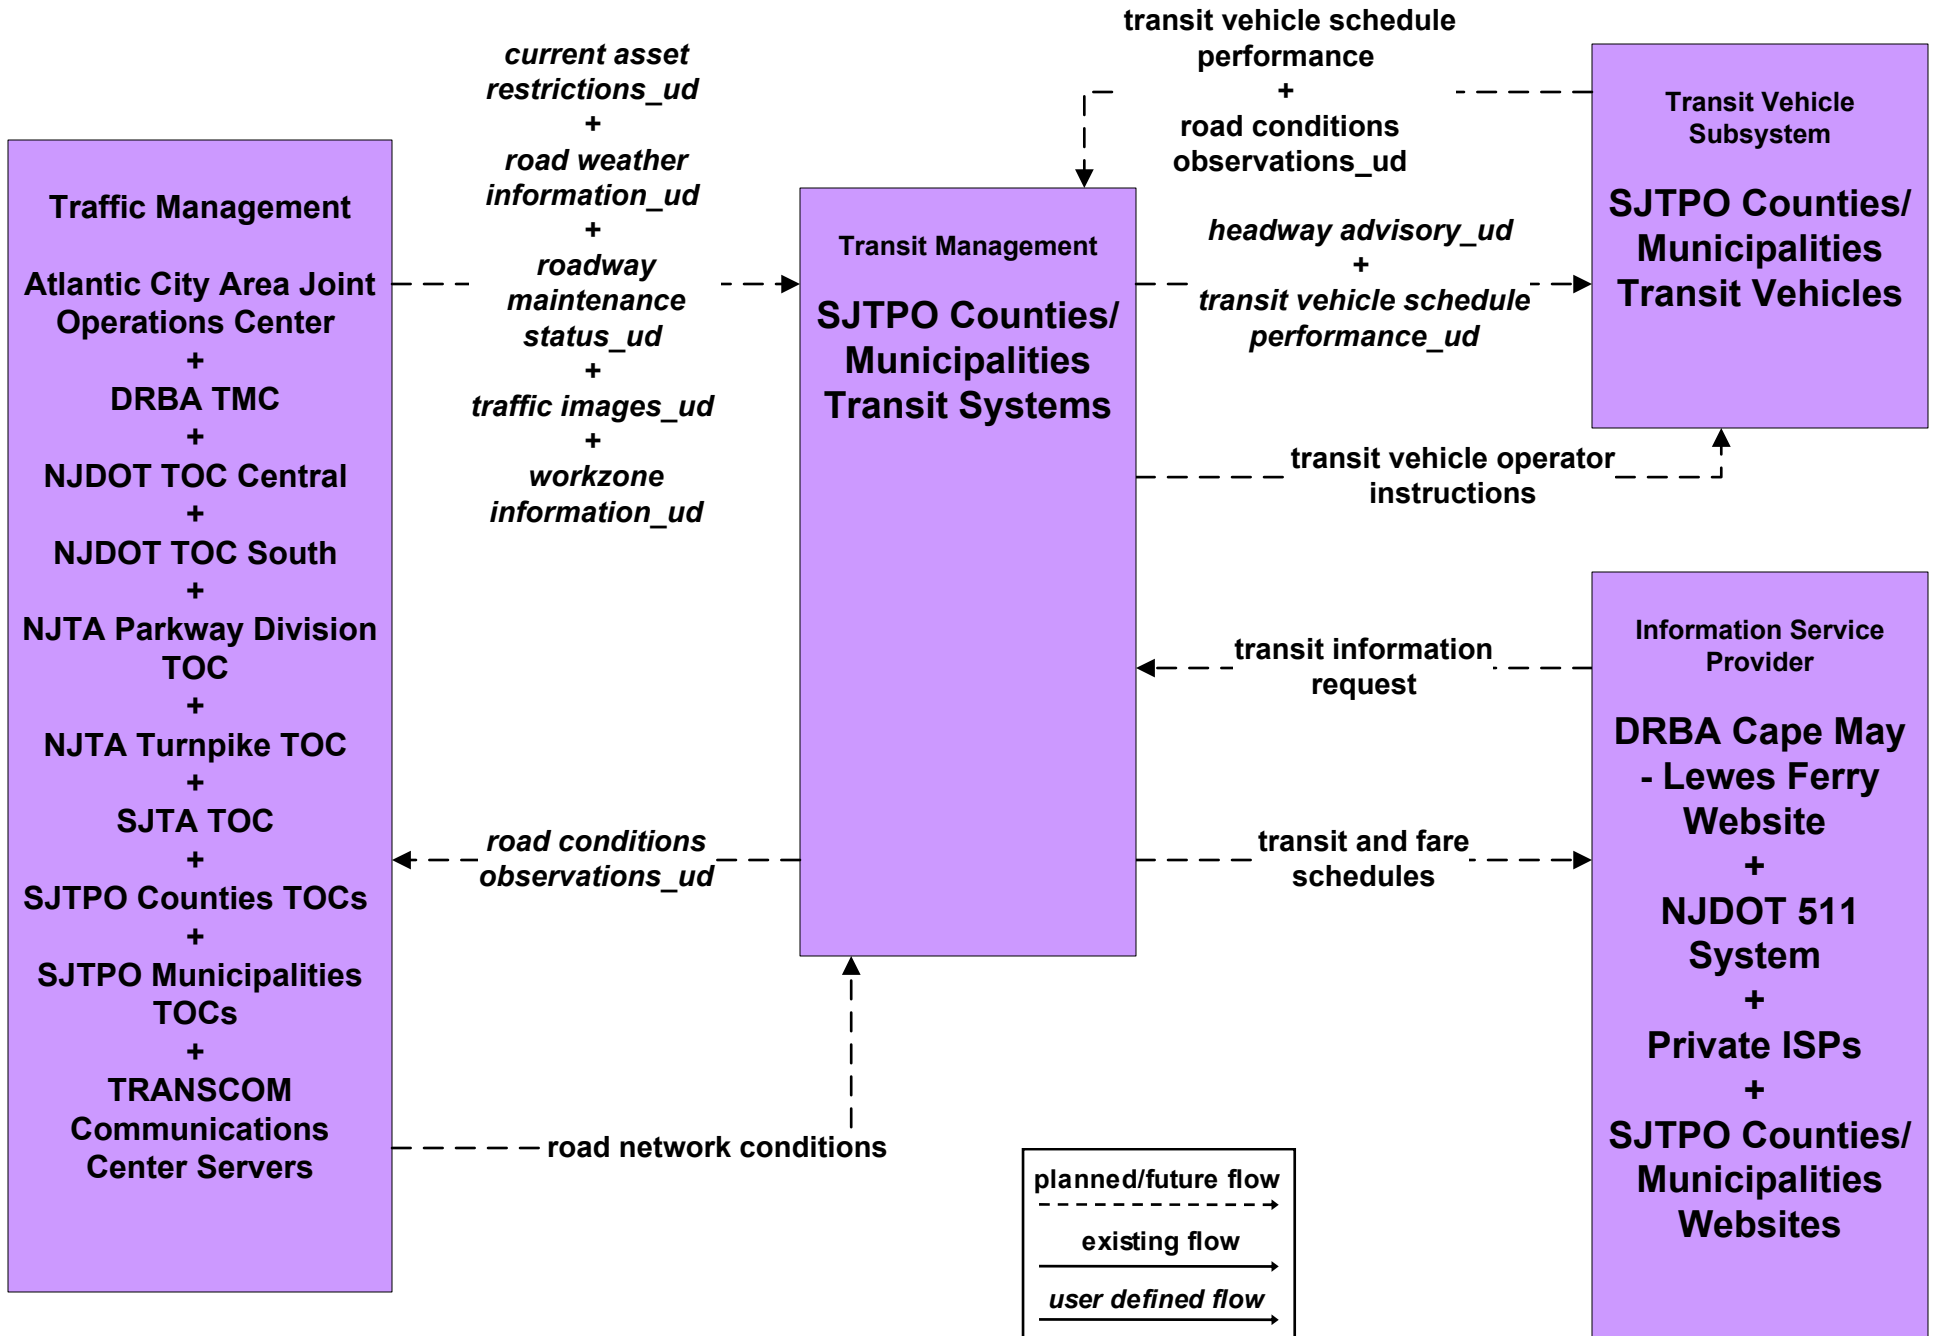 Traffic Management
Atlantic City Area Joint
Operations Center
+
DRBA TMC
+
NJDOT TOC Central
+
NJDOT TOC South
+
NJTA Parkway Division
TOC
+
NJTA Turnpike TOC
+
SJTA TOC
+
SJTPO Counties TOCs
+
SJTPO Municipalities
TOCs
+
TRANSCOM
Communications
Center Servers
current asset
restrictions_ud
+
road weather
information_ud
+
roadway
maintenance
status_ud
+
traffic images_ud
+
workzone
information_ud
road conditions
observations_ud
road network conditions
Transit Management
SJTPO Counties/
Municipalities
Transit Systems
transit vehicle schedule
performance
+
road conditions
observations_ud
headway advisory_ud
+
transit vehicle schedule
performance_ud
transit vehicle operator
instructions
transit information
request
transit and fare
schedules
Transit Vehicle
Subsystem
SJTPO Counties/
Municipalities
Transit Vehicles
Information Service
Provider
DRBA Cape May
- Lewes Ferry
Website
+
NJDOT 511
System
+
Private ISPs
+
SJTPO Counties/
Municipalities
Websites
planned/future flow
existing flow
user defined flow